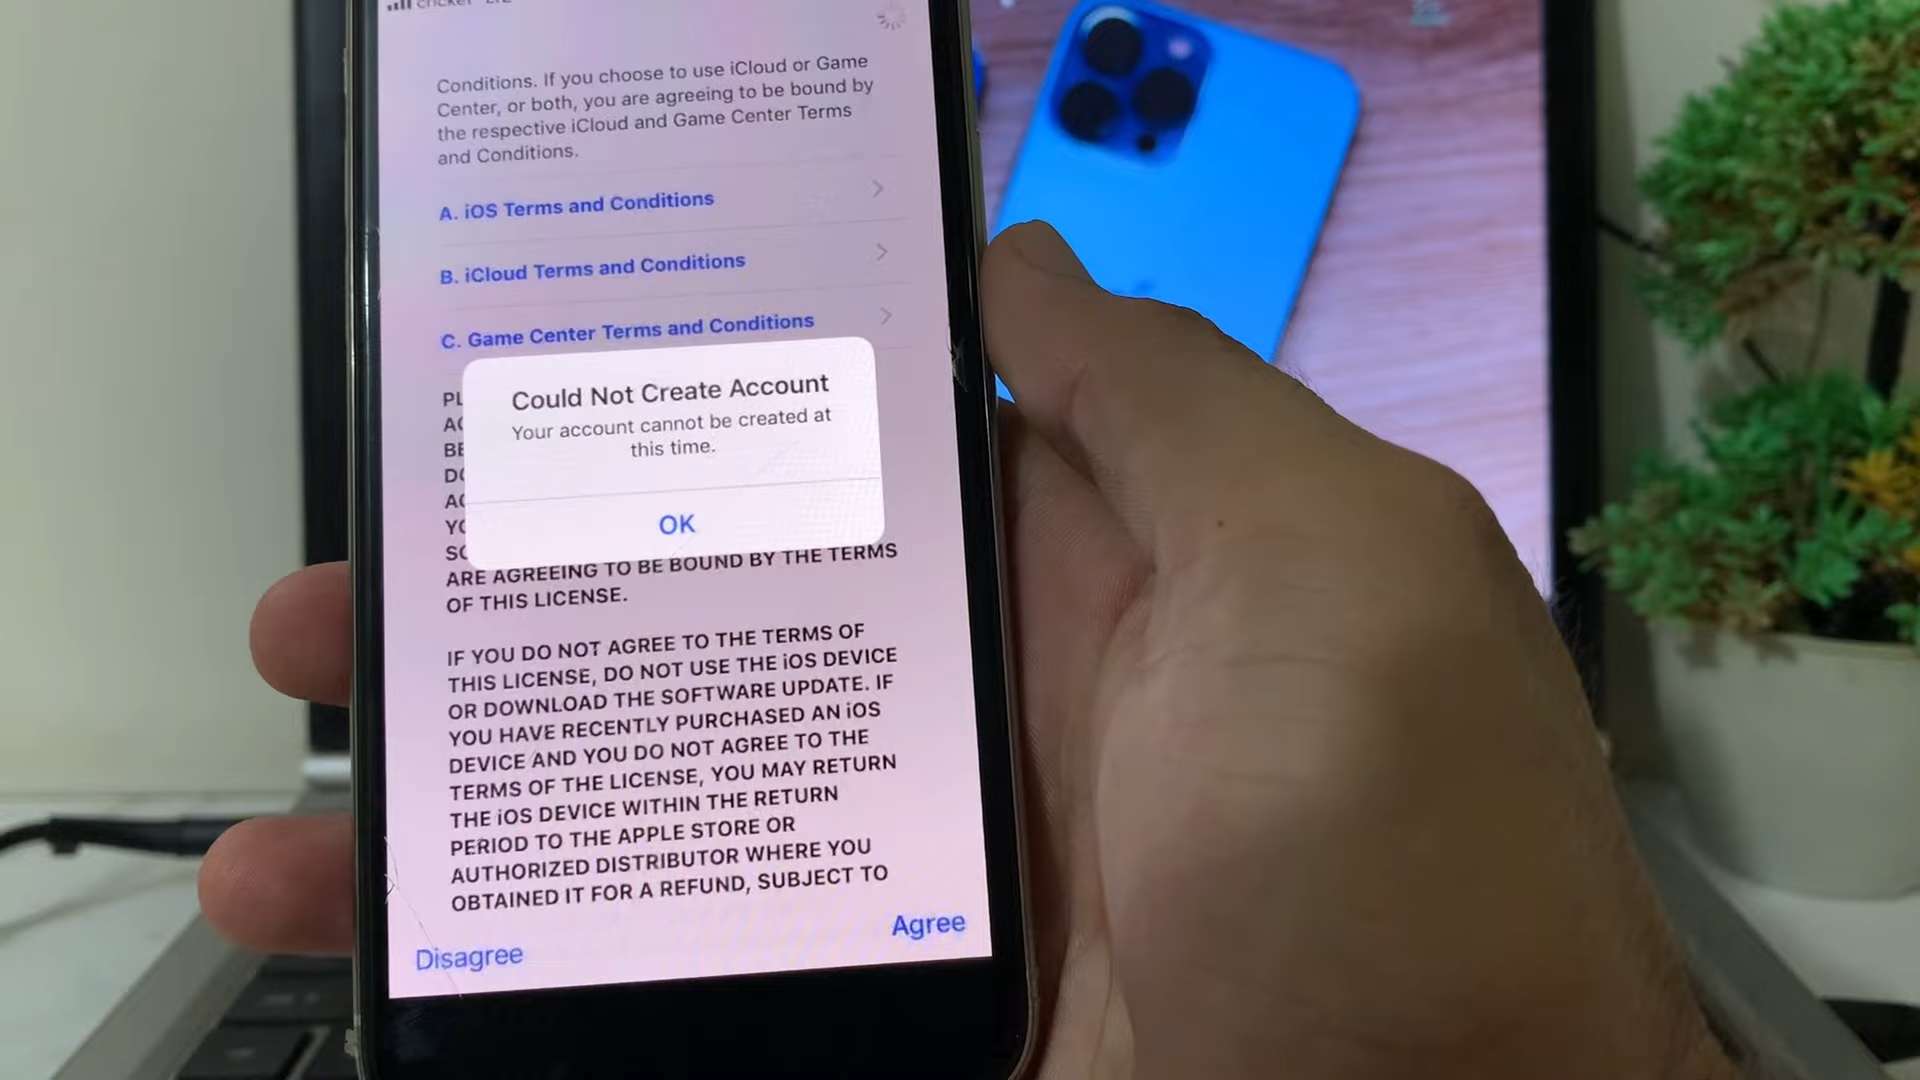 cricket LTE
Conditions. If you choose to use iCloud or Game
Center, or both, you are agreeing to be bound by
the respective iCloud and Game Center Terms
and Conditions.
A. iOS Terms and Conditions
B. iCloud Terms and Conditions
C. Game Center Terms and Conditions
Could Not Create Account
Your account cannot be created at
this time.
OK
ARE AGREEING TO BE BOUND BY THE TERMS
OF THIS LICENSE.
IF YOU DO NOT AGREE TO THE TERMS OF
THIS LICENSE, DO NOT USE THE iOS DEVICE
OR DOWNLOAD THE SOFTWARE UPDATE. IF
YOU HAVE RECENTLY PURCHASED AN iOS
DEVICE AND YOU DO NOT AGREE TO THE
TERMS OF THE LICENSE, YOU MAY RETURN
THE iOS DEVICE WITHIN THE RETURN
PERIOD TO THE APPLE STORE OR
AUTHORIZED DISTRIBUTOR WHERE YOU
OBTAINED IT FOR A REFUND, SUBJECT TO
Disagree
Agree